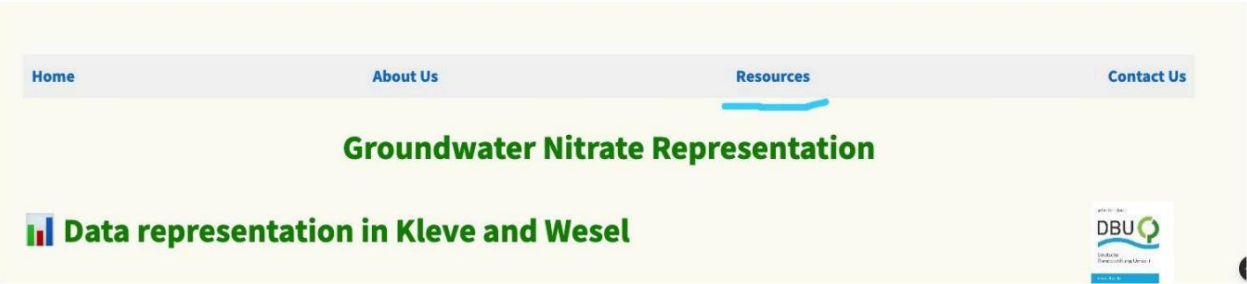 Home About Us Resources Contact Us
Groundwater Nitrate Representation
Data representation in Kleve and Wesel
DBU